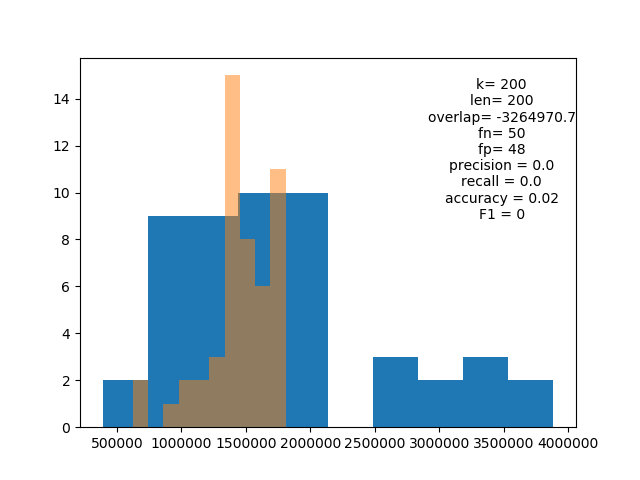 k= 200
len= 200
overlap= -3264970.7
fn= 50
fp= 48
precision = 0.0
recall = 0.0
accuracy = 0.02
F1 = 0
14
12
10
8
6
4
2
0
500000 1000000 1500000 2000000 2500000 3000000 3500000 4000000